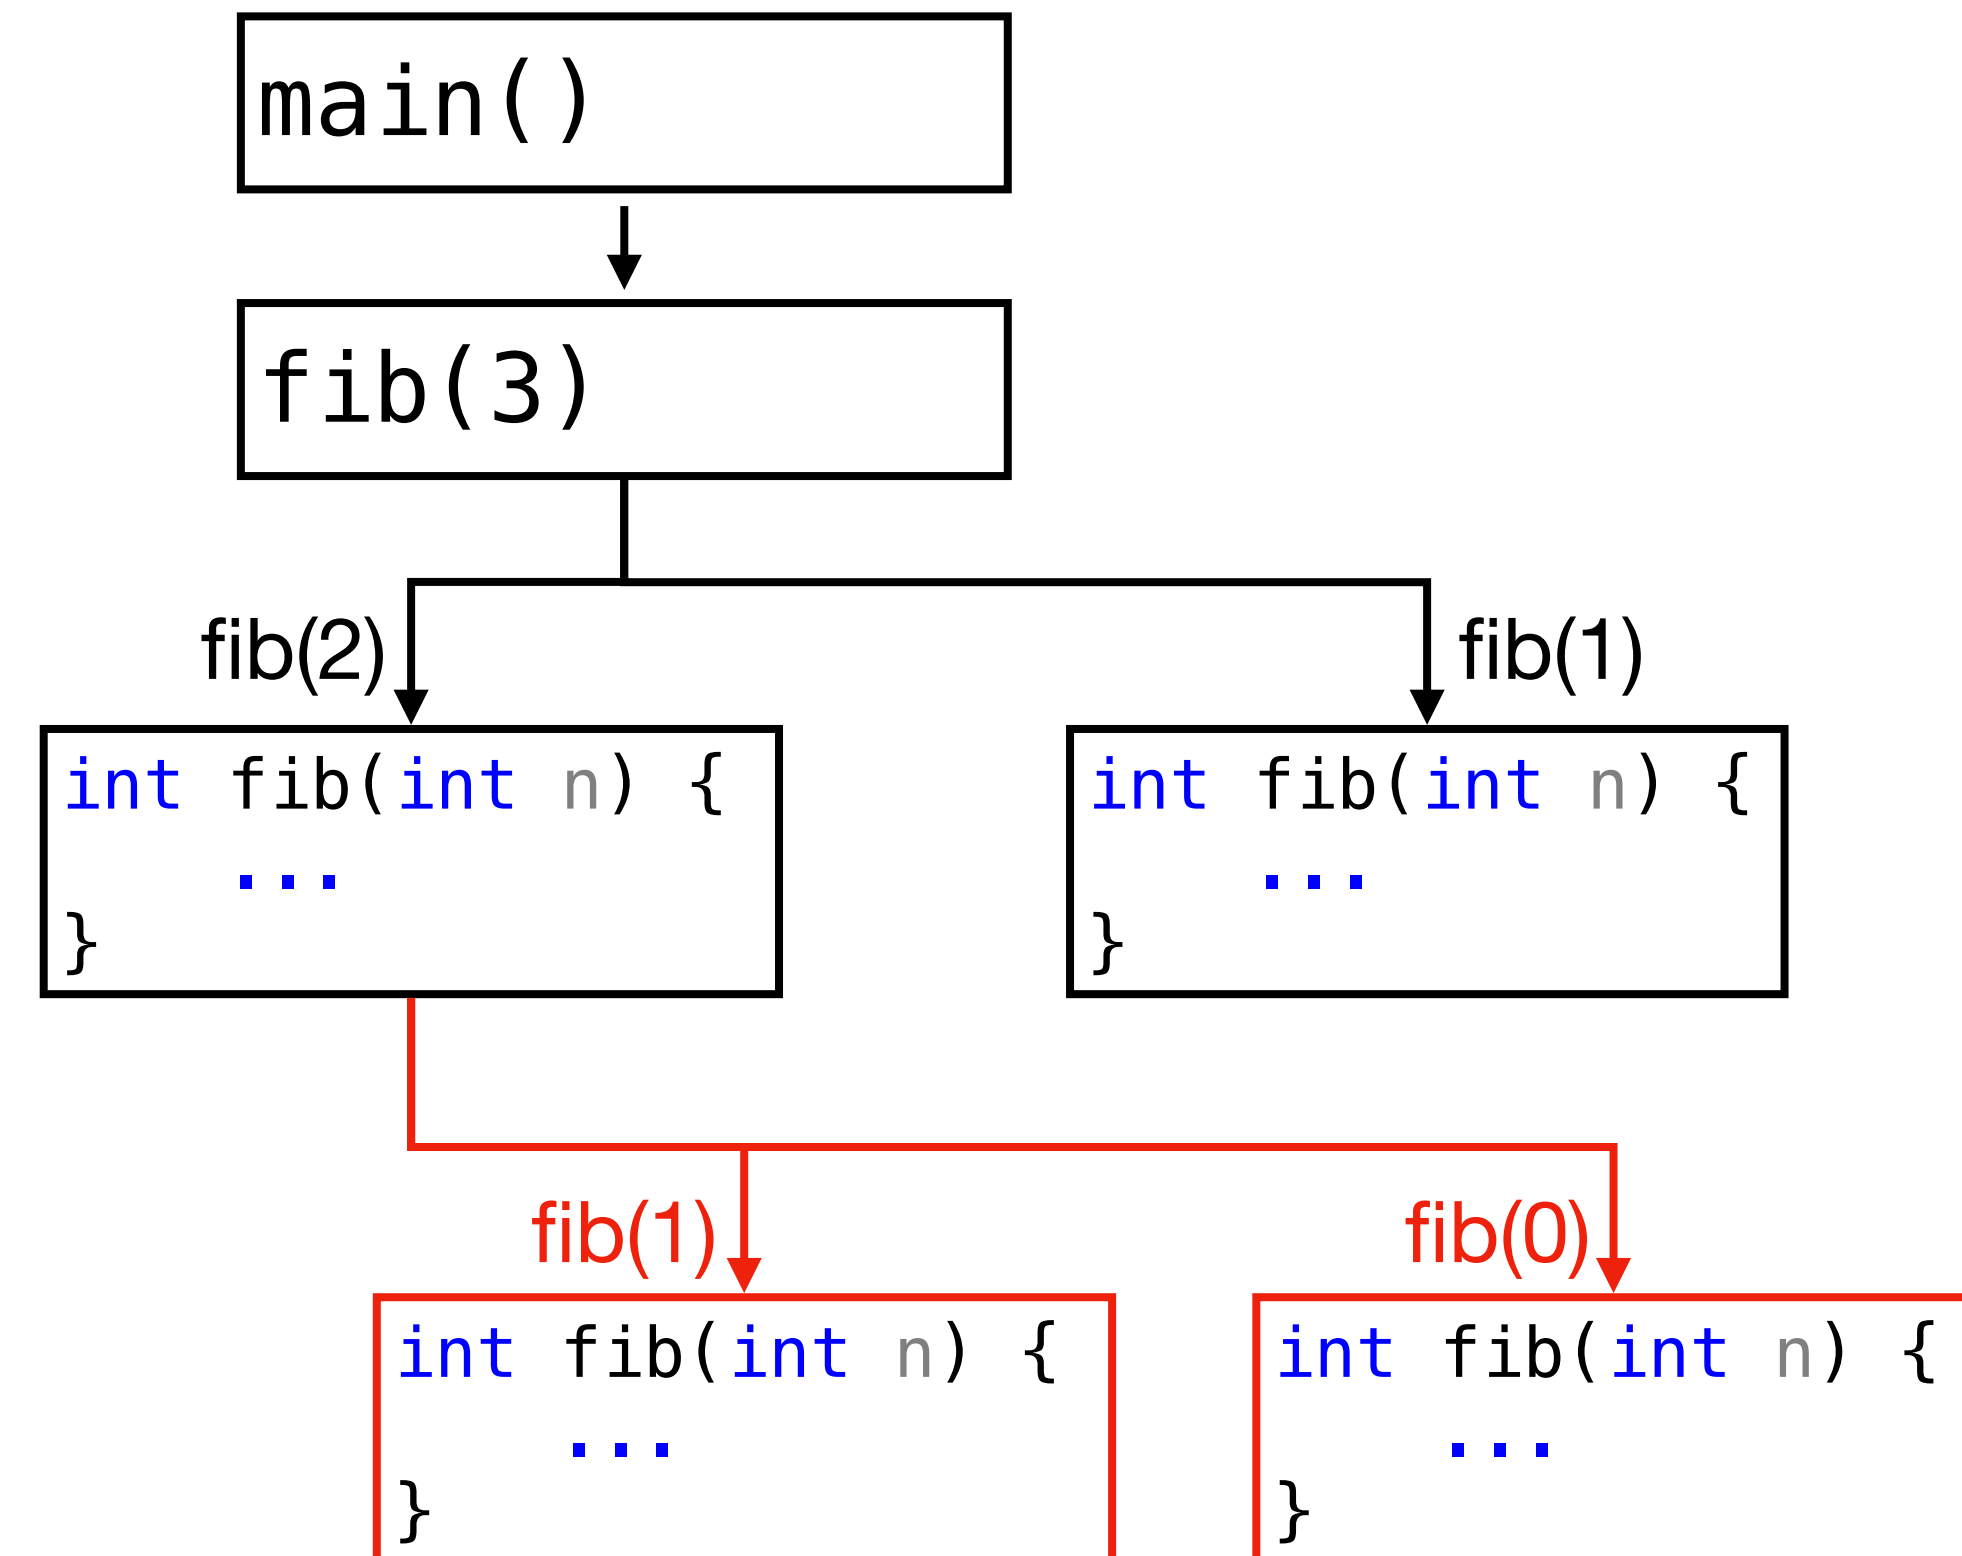 main()
fib(3)
fib(2)
fib(1)
int fib(int n) {
...
}
int fib(int n) {
...
}
fib(1)
fib(0)
int fib(int n) {
...
}
int fib(int n) {
...
}